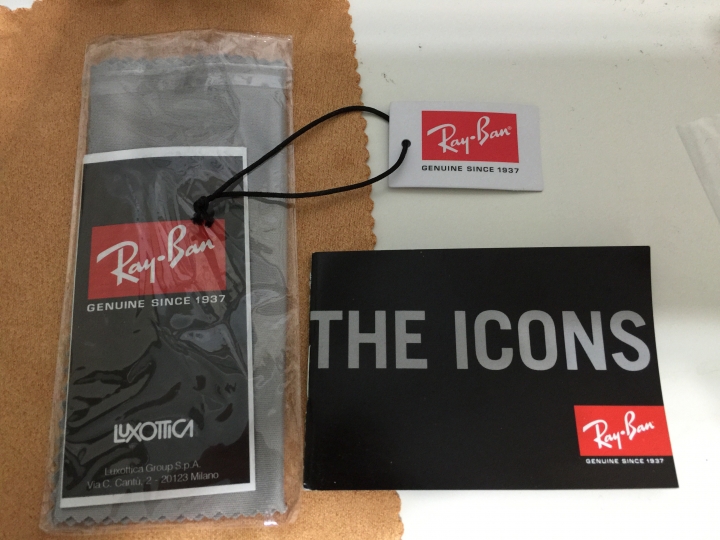 Ray-Ban
GENUINE SINCE 1937
LUXOTTICA
Luxottica Group S.p.A.
Via C. Cantù, 2 - 20123 Milano
Ray-Ban
GENUINE SINCE 1937
THE ICONS
Ray-Ban
GENUINE SINCE 1937